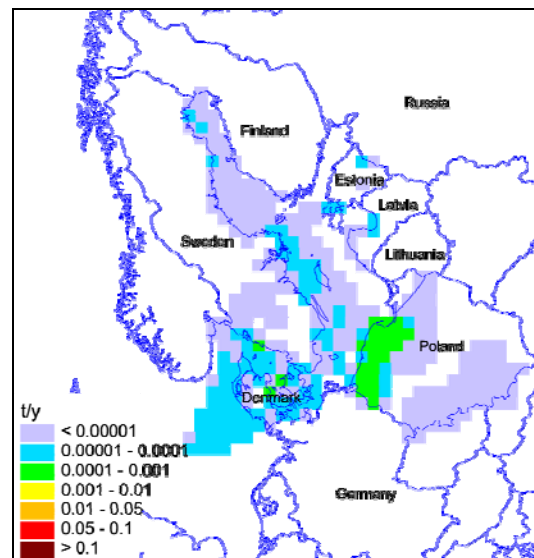 Russia
Finland
Estonia
Latvia
Sweden
Lithuania
Poland
Denmark
Germany
t/y
< 0.00001
0.00001 - 0.0001
0.0001 - 0.001
0.001 - 0.01
0.01 - 0.05
0.05 - 0.1
> 0.1